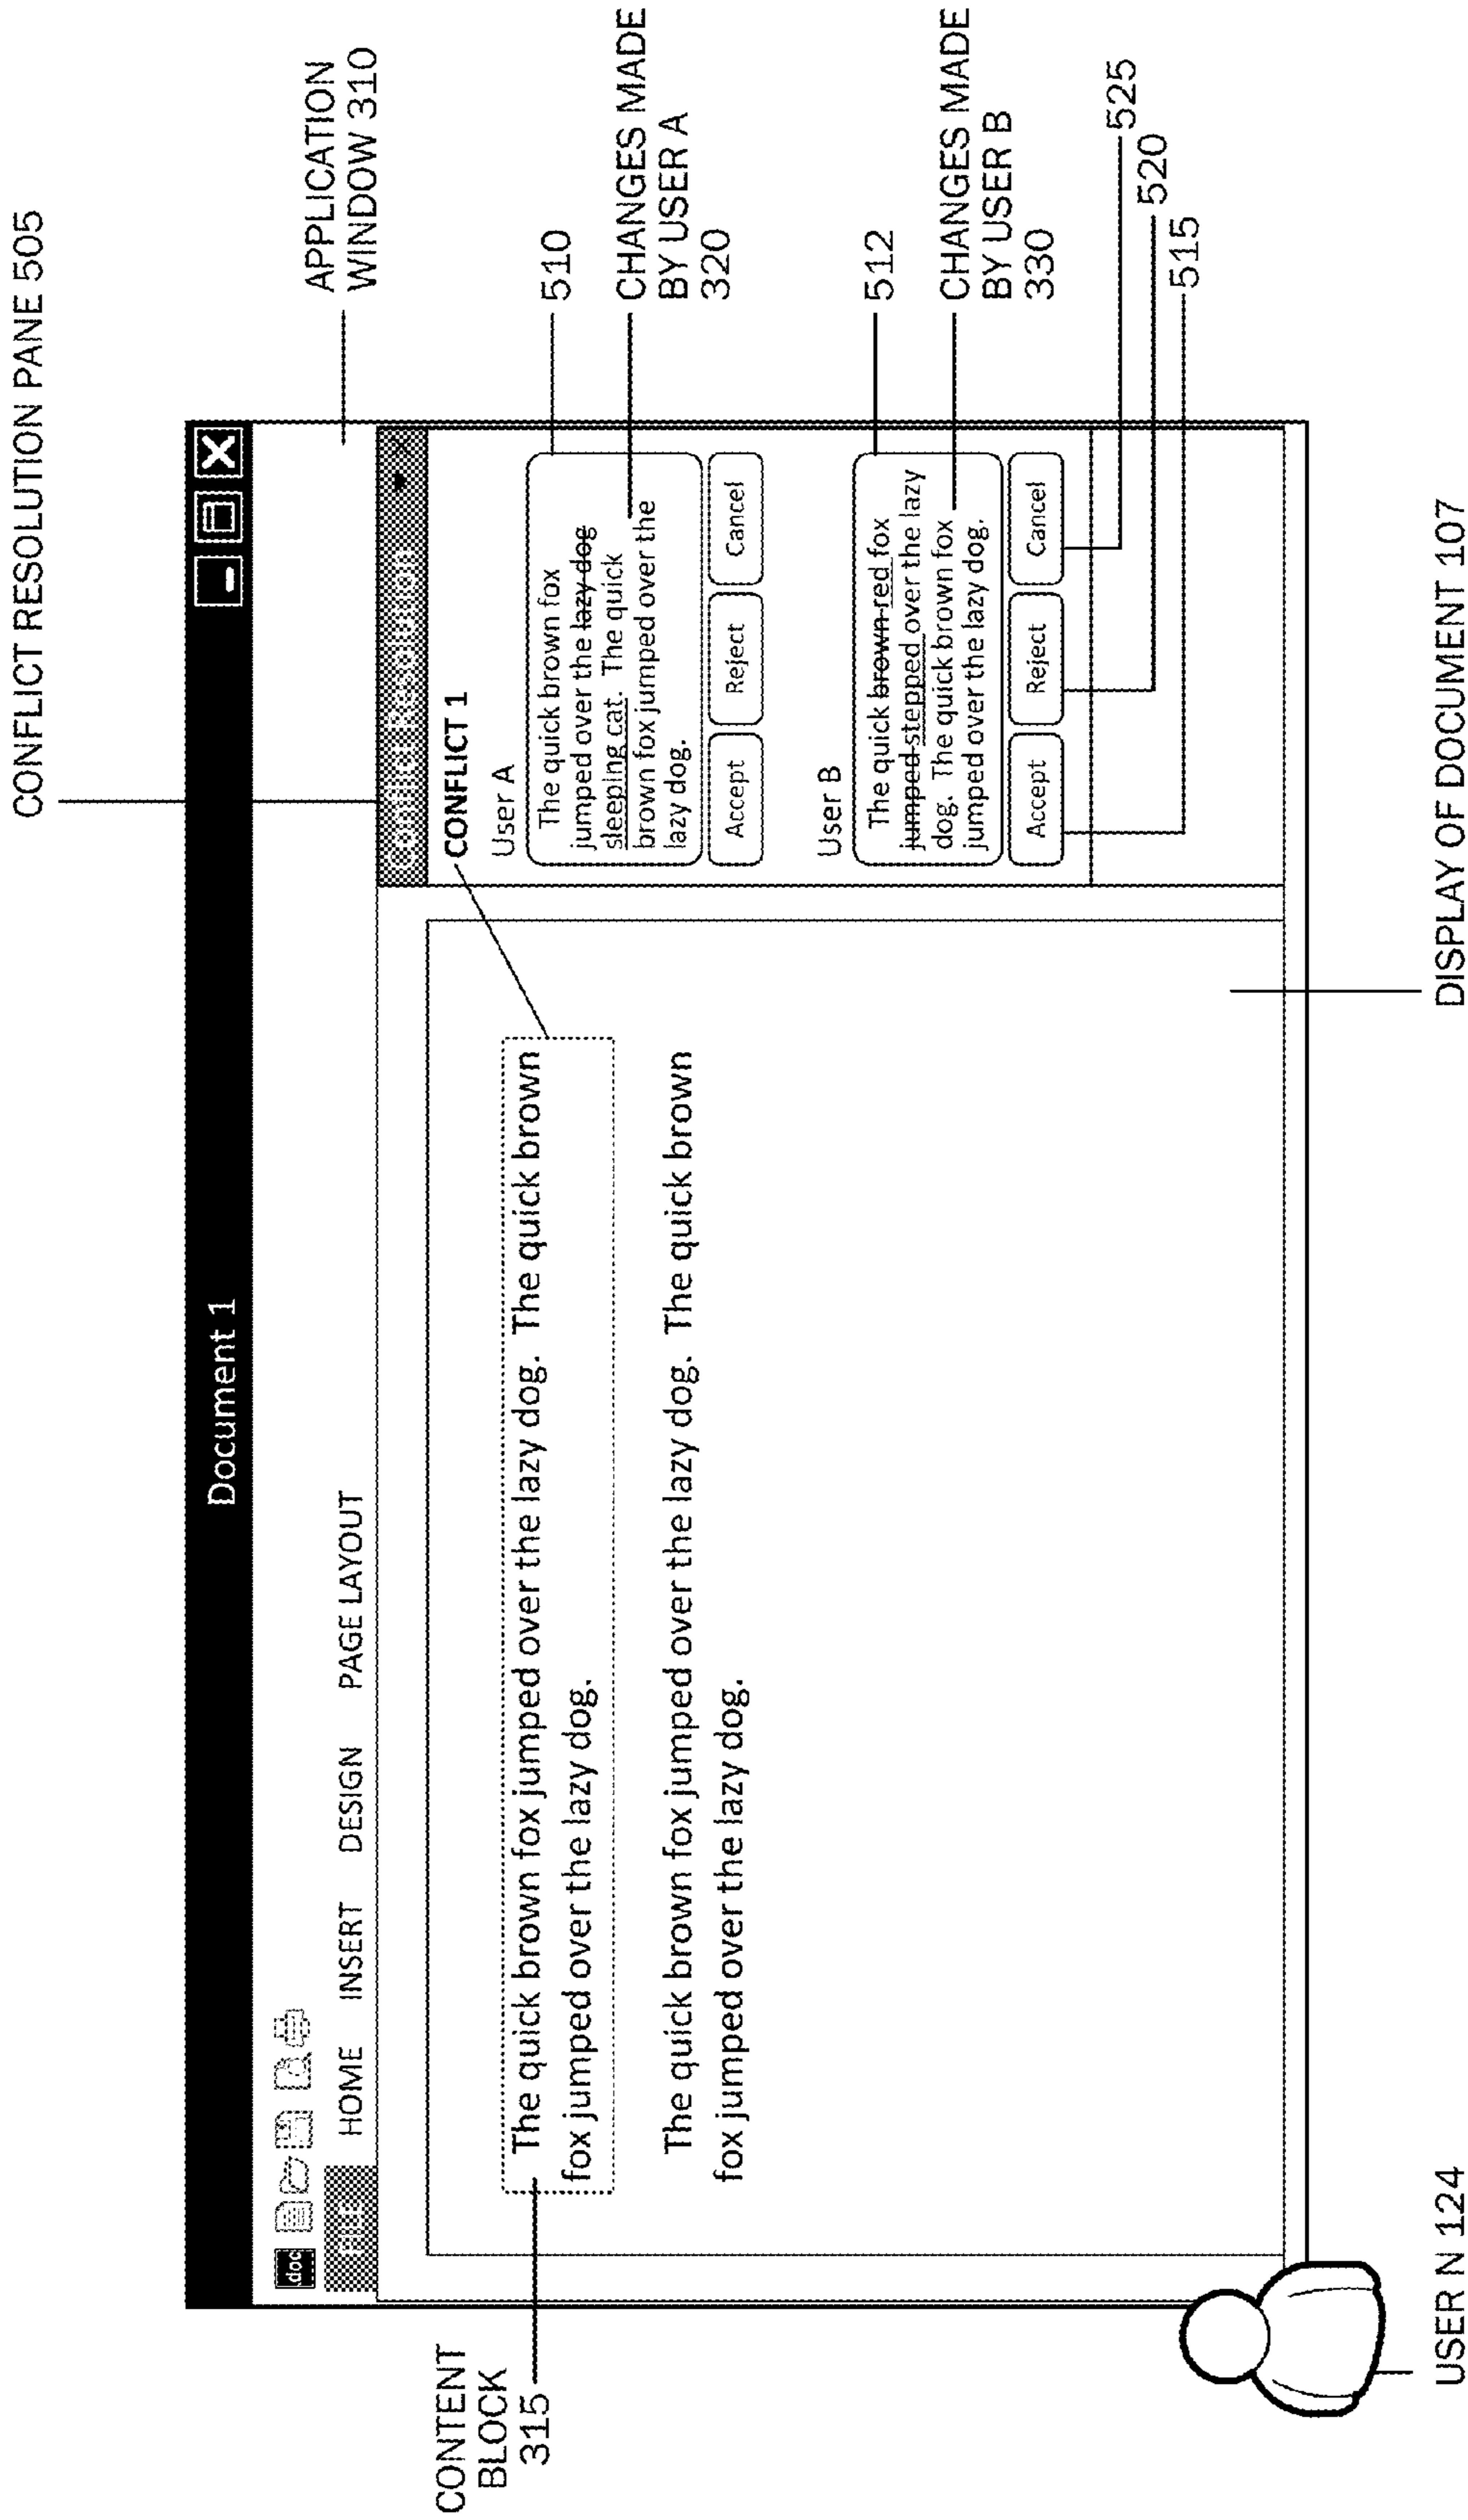 CONFLICT RESOLUTION PANE 505
APPLICATION
WINDOW 310
Document 1
.doc
FILE
HOME INSERT DESIGN PAGE LAYOUT
CONTENT
BLOCK
315
The quick brown fox jumped over the lazy dog. The quick brown
fox jumped over the lazy dog.
The quick brown fox jumped over the lazy dog. The quick brown
fox jumped over the lazy dog.
CONFLICT 1
User A
The quick brown fox
jumped over the lazy dog
sleeping cat. The quick
brown fox jumped over the
lazy dog.
Accept Reject Cancel
510
CHANGES MADE
BY USER A
320
User B
The quick brown red fox
jumped stepped over the lazy
dog. The quick brown fox
jumped over the lazy dog.
Accept Reject Cancel
512
CHANGES MADE
BY USER B
330
525
520
515
USER N 124
DISPLAY OF DOCUMENT 107